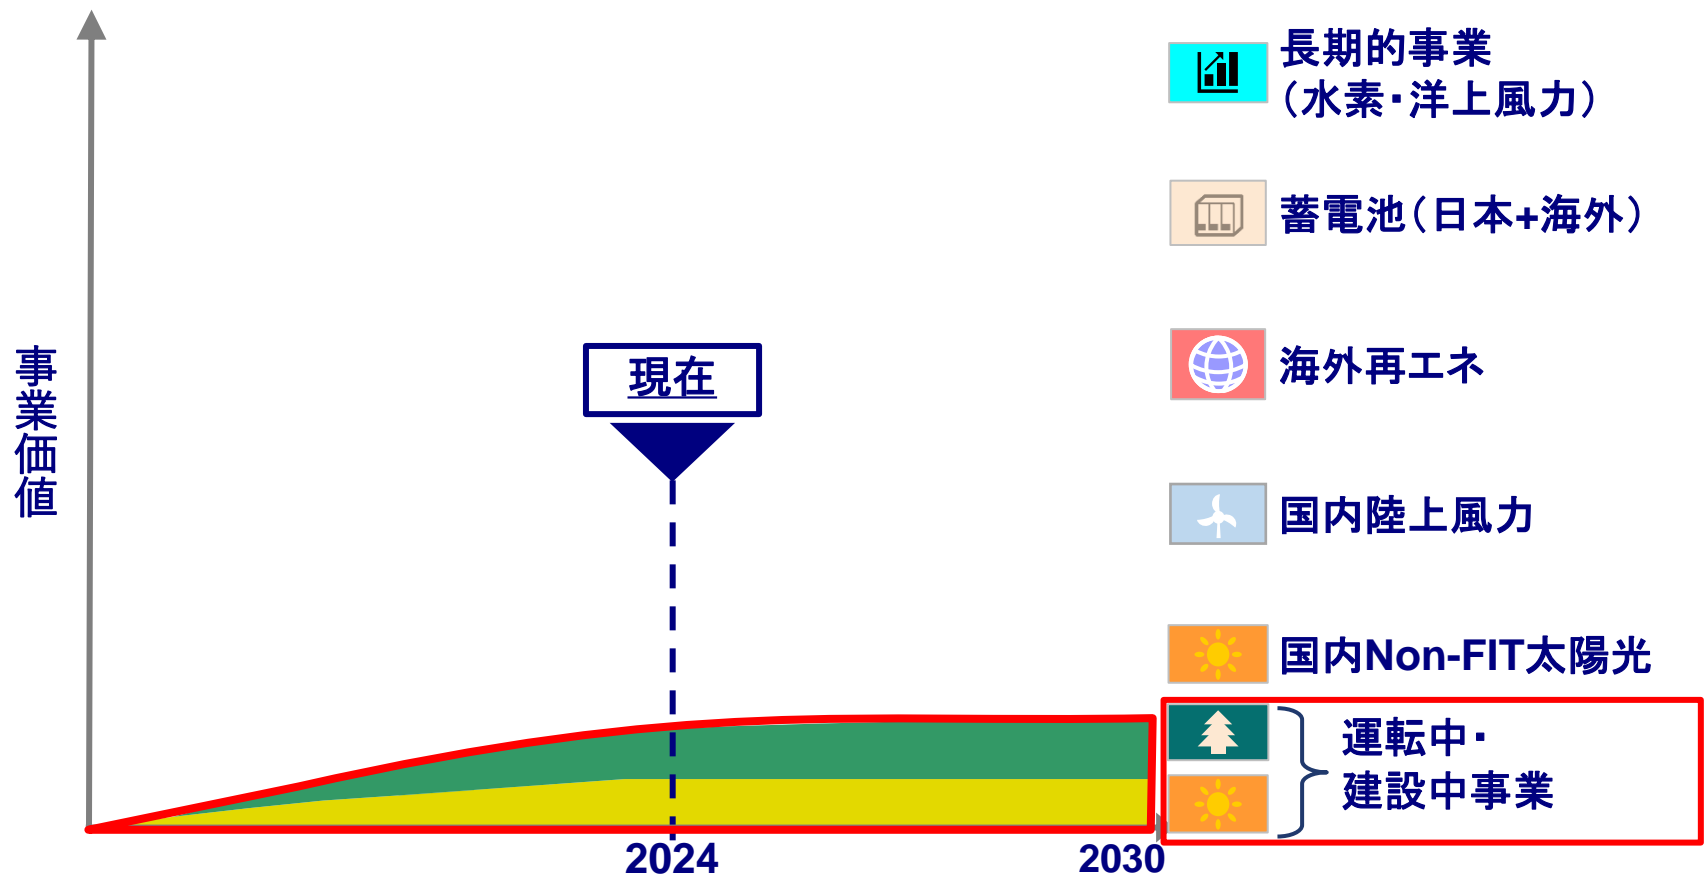 長期的事業
（水素・洋上風力）
蓄電池（日本+海外）
事業価値
現在
海外再エネ
国内陸上風力
国内Non-FIT太陽光
運転中・
建設中事業
2024
2030